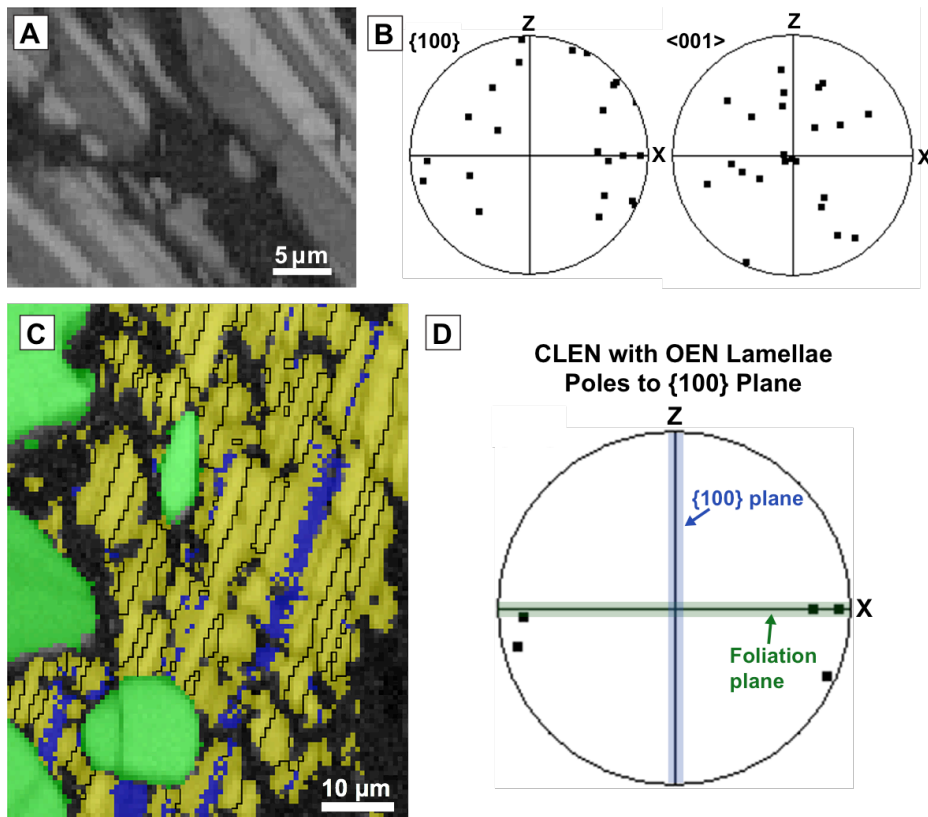 A
5 µm
B
{100}
Z
X
<001>
Z
X
C
10 µm
D
CLEN with OEN Lamellae
Poles to {100} Plane
Z
{100} plane
X
Foliation
plane